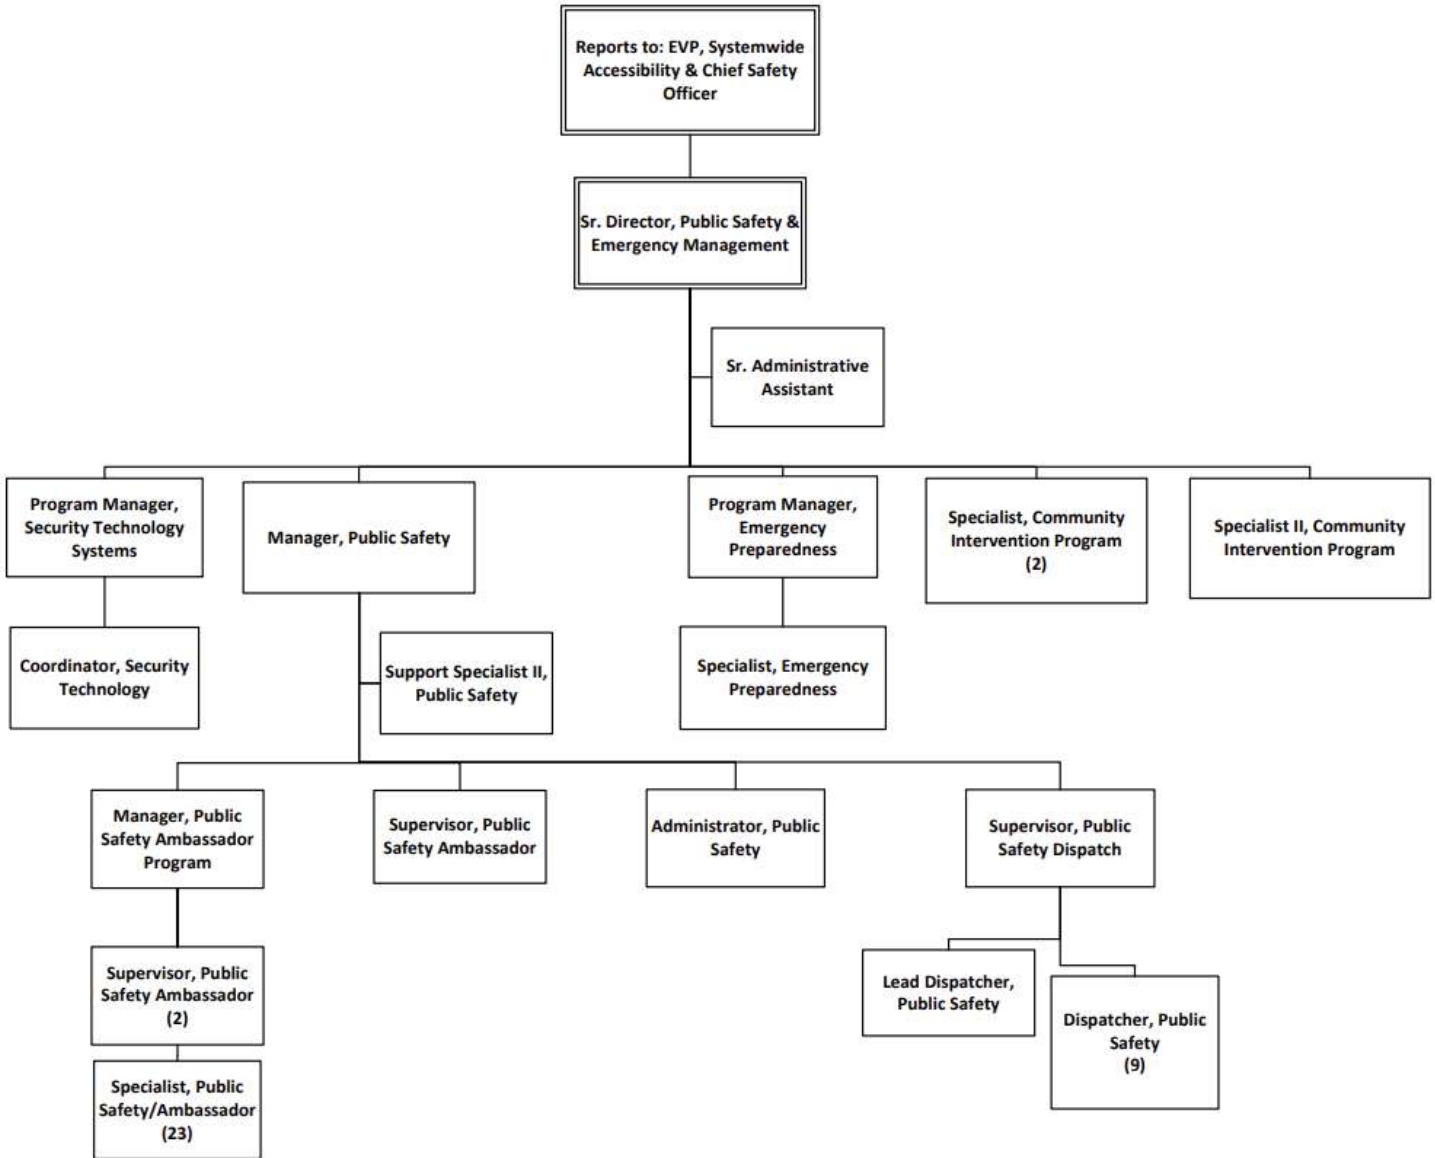 Reports to: EVP, Systemwide
Accessibility & Chief Safety
Officer
Sr. Director, Public Safety &
Emergency Management
Sr. Administrative
Assistant
Program Manager,
Security Technology
Systems
Manager, Public Safety
Program Manager,
Emergency
Preparedness
Specialist, Community
Intervention Program
(2)
Specialist II, Community
Intervention Program
Coordinator, Security
Technology
Support Specialist II,
Public Safety
Specialist, Emergency
Preparedness
Manager, Public
Safety Ambassador
Program
Supervisor, Public
Safety Ambassador
Administrator, Public
Safety
Supervisor, Public
Safety Dispatch
Supervisor, Public
Safety Ambassador
(2)
Lead Dispatcher,
Public Safety
Dispatcher, Public
Safety
(9)
Specialist, Public
Safety/Ambassador
(23)